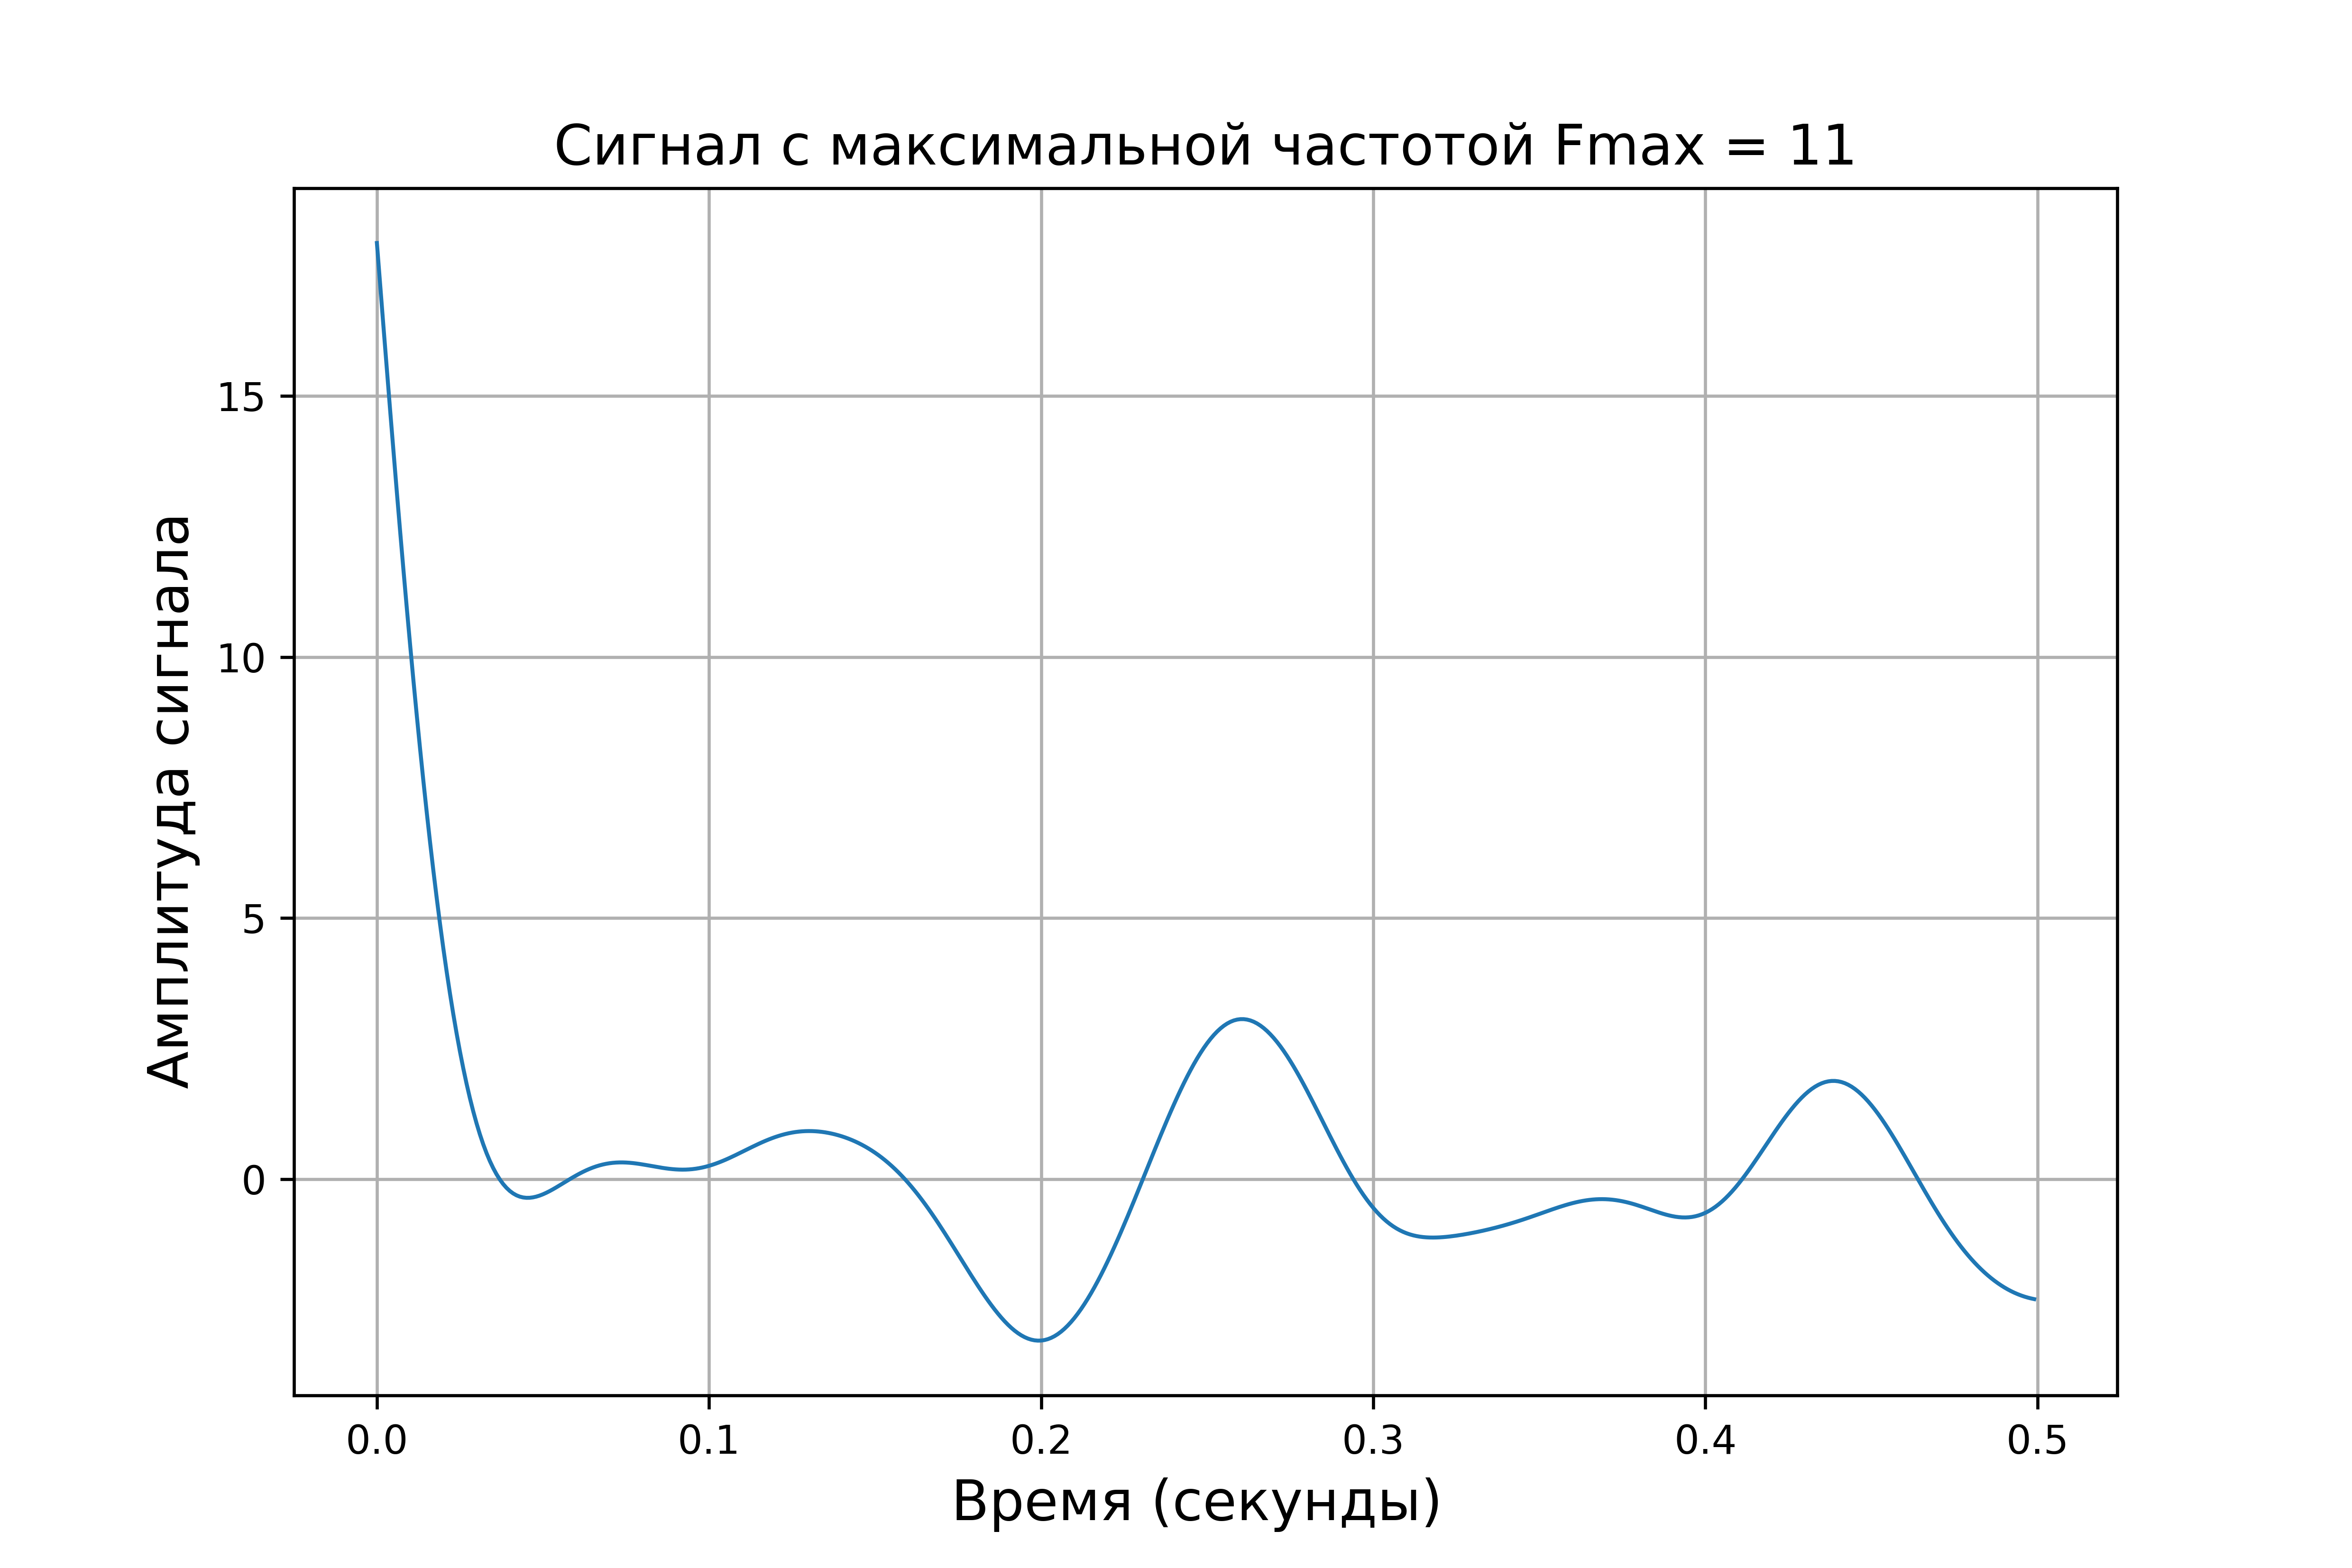 Сигнал с максимальной частотой Fmax = 11
Амплитуда сигнала
15
10
5
0
0.0 0.1 0.2 0.3 0.4 0.5
Время (секунды)